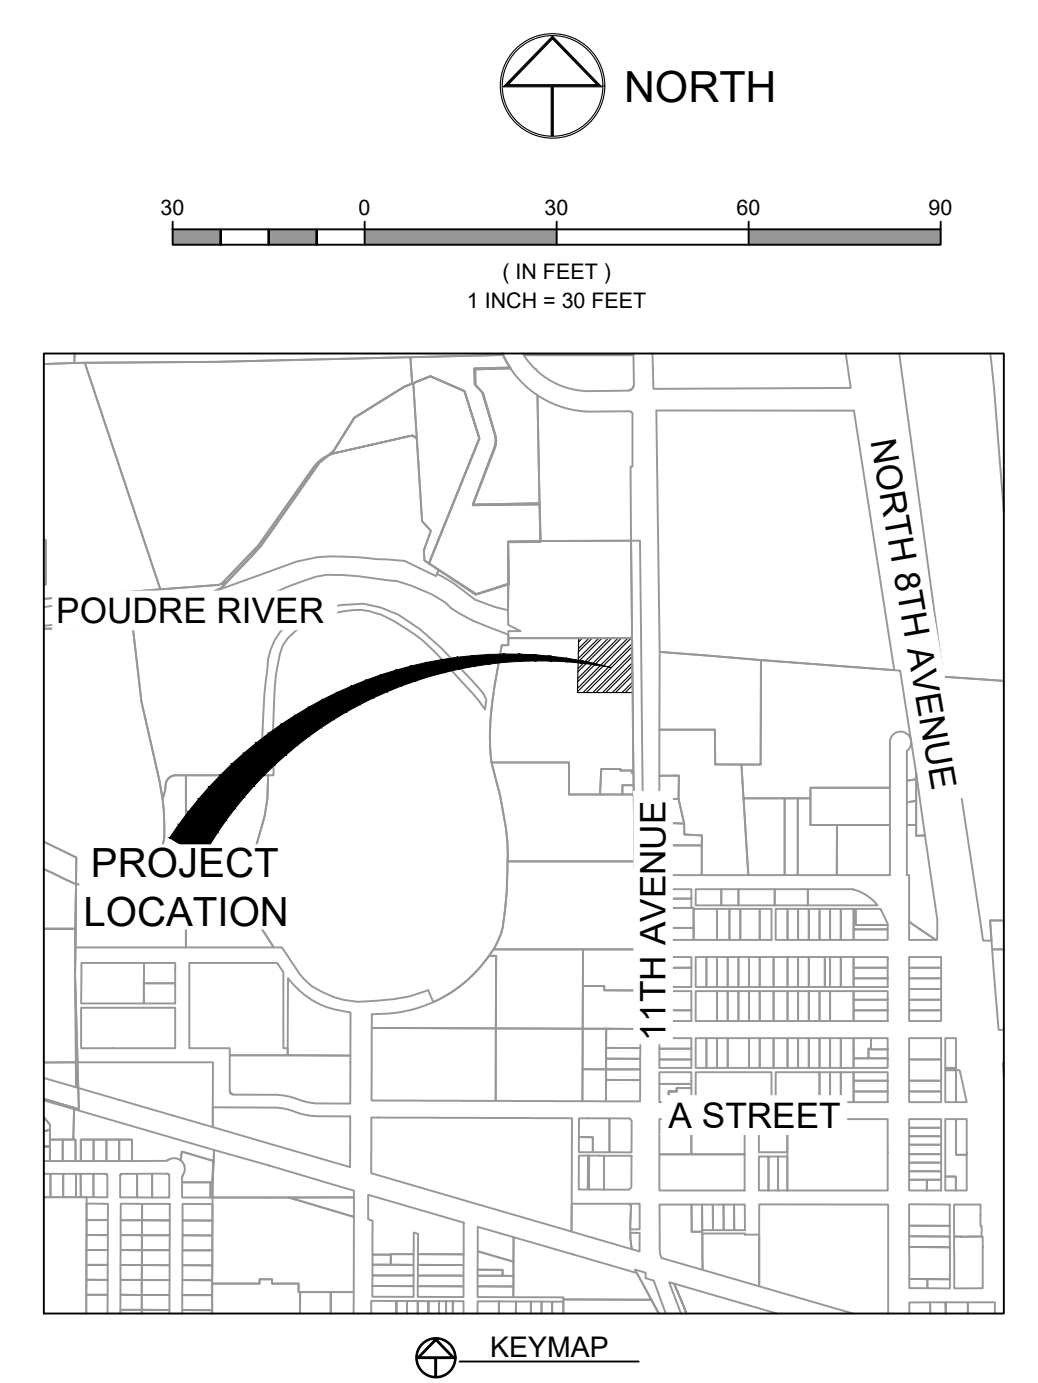 NORTH
30 0 30 60 90
( IN FEET )
1 INCH = 30 FEET
NORTH 8TH AVENUE
POUDRE RIVER
PROJECT
LOCATION
11TH AVENUE
A STREET
KEYMAP